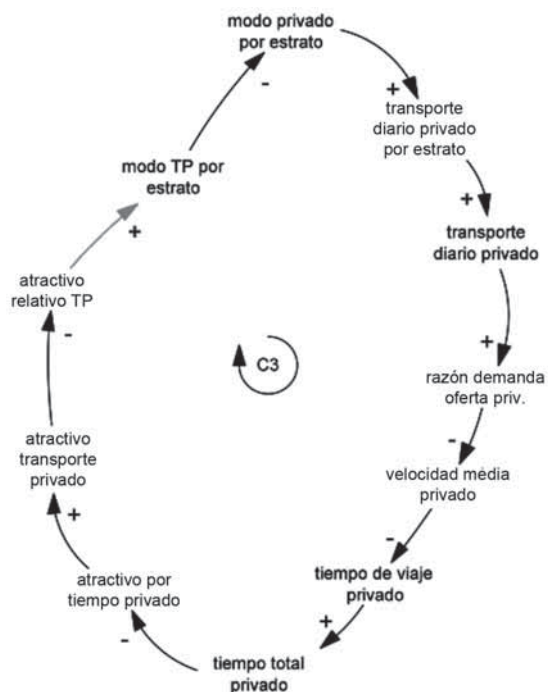 modo privado
por estrato
-
+
transporte
diario privado
por estrato
modo TP por
estrato
+
+
transporte
diario privado
atractivo
relativo TP
-
C3
+
razón demanda
oferta priv.
atractivo
transporte
privado
-
velocidad média
privado
+
-
atractivo por
tiempo privado
tiempo de viaje
privado
-
+
tiempo total
privado